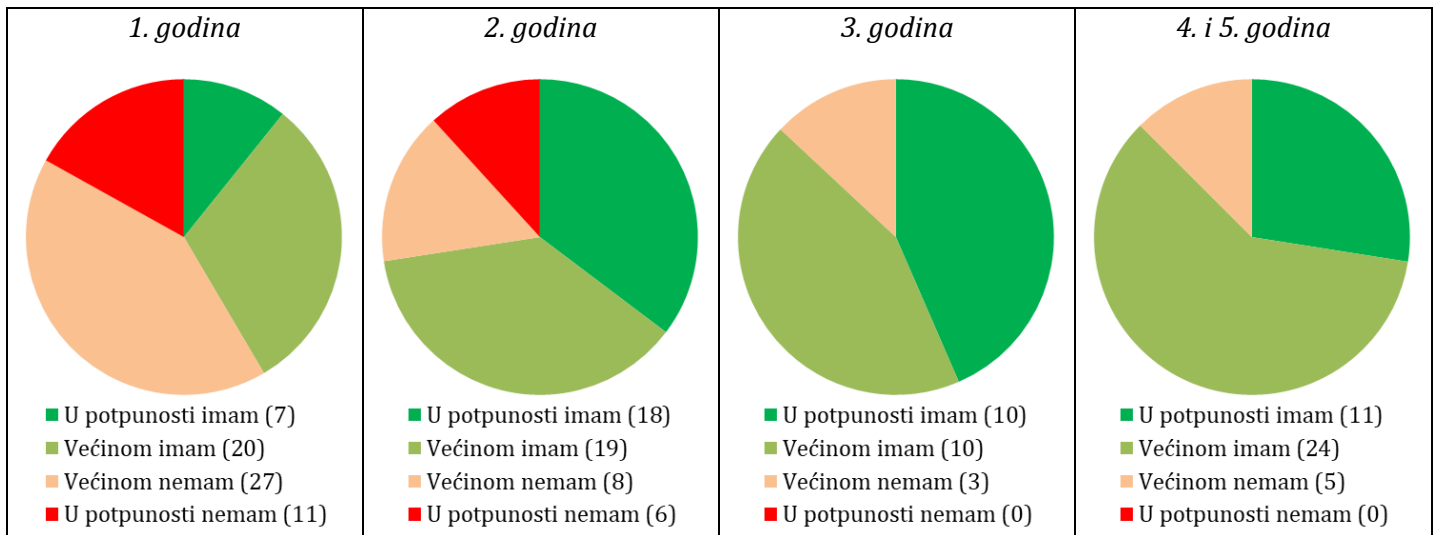 1. godina
U potpunosti imam (7)
Većinom imam (20)
Većinom nemam (27)
U potpunosti nemam (11)
2. godina
U potpunosti imam (18)
Većinom imam (19)
Većinom nemam (8)
U potpunosti nemam (6)
3. godina
U potpunosti imam (10)
Većinom imam (10)
Većinom nemam (3)
U potpunosti nemam (0)
4. i 5. godina
U potpunosti imam (11)
Većinom imam (24)
Većinom nemam (5)
U potpunosti nemam (0)